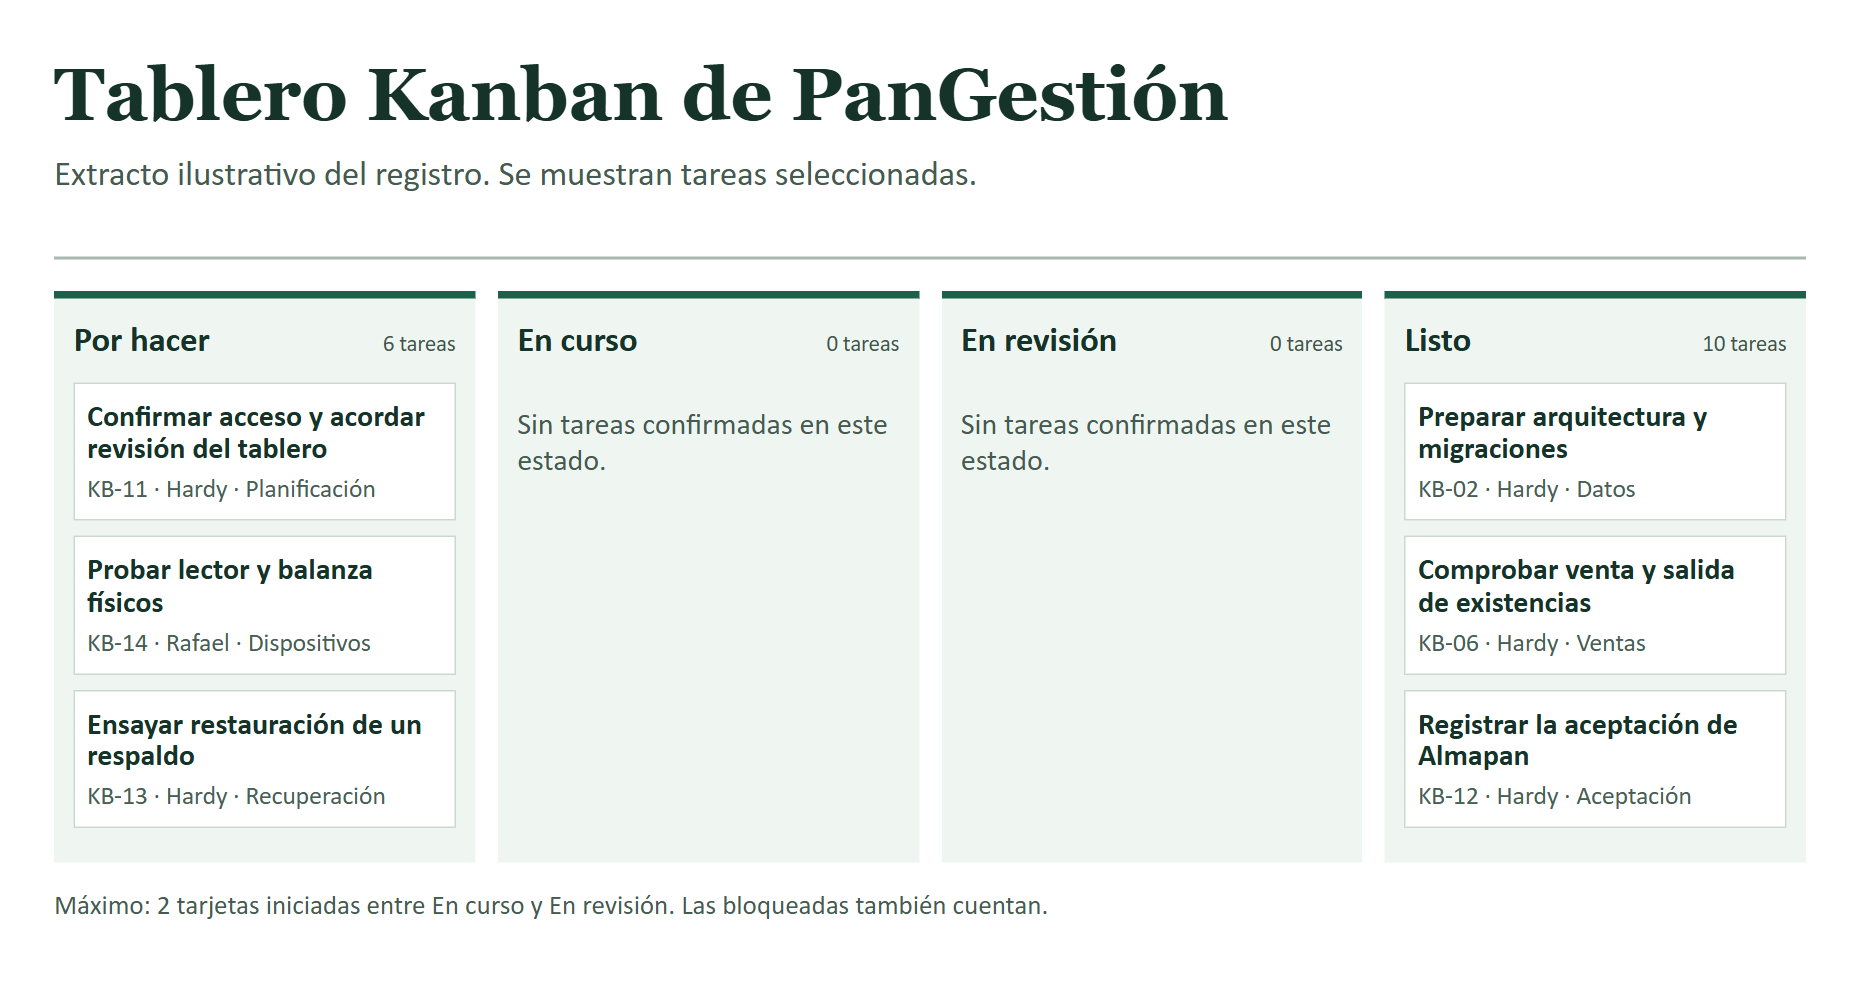 Tablero Kanban de PanGestión
Extracto ilustrativo del registro. Se muestran tareas seleccionadas.
Por hacer
6 tareas
Confirmar acceso y acordar
revisión del tablero
KB-11 · Hardy · Planificación
Probar lector y balanza
físicos
KB-14 · Rafael · Dispositivos
Ensayar restauración de un
respaldo
KB-13 · Hardy · Recuperación
En curso
0 tareas
Sin tareas confirmadas en este
estado.
En revisión
0 tareas
Sin tareas confirmadas en este
estado.
Listo
10 tareas
Preparar arquitectura y
migraciones
KB-02 · Hardy · Datos
Comprobar venta y salida
de existencias
KB-06 · Hardy · Ventas
Registrar la aceptación de
Almapan
KB-12 · Hardy · Aceptación
Máximo: 2 tarjetas iniciadas entre En curso y En revisión. Las bloqueadas también cuentan.